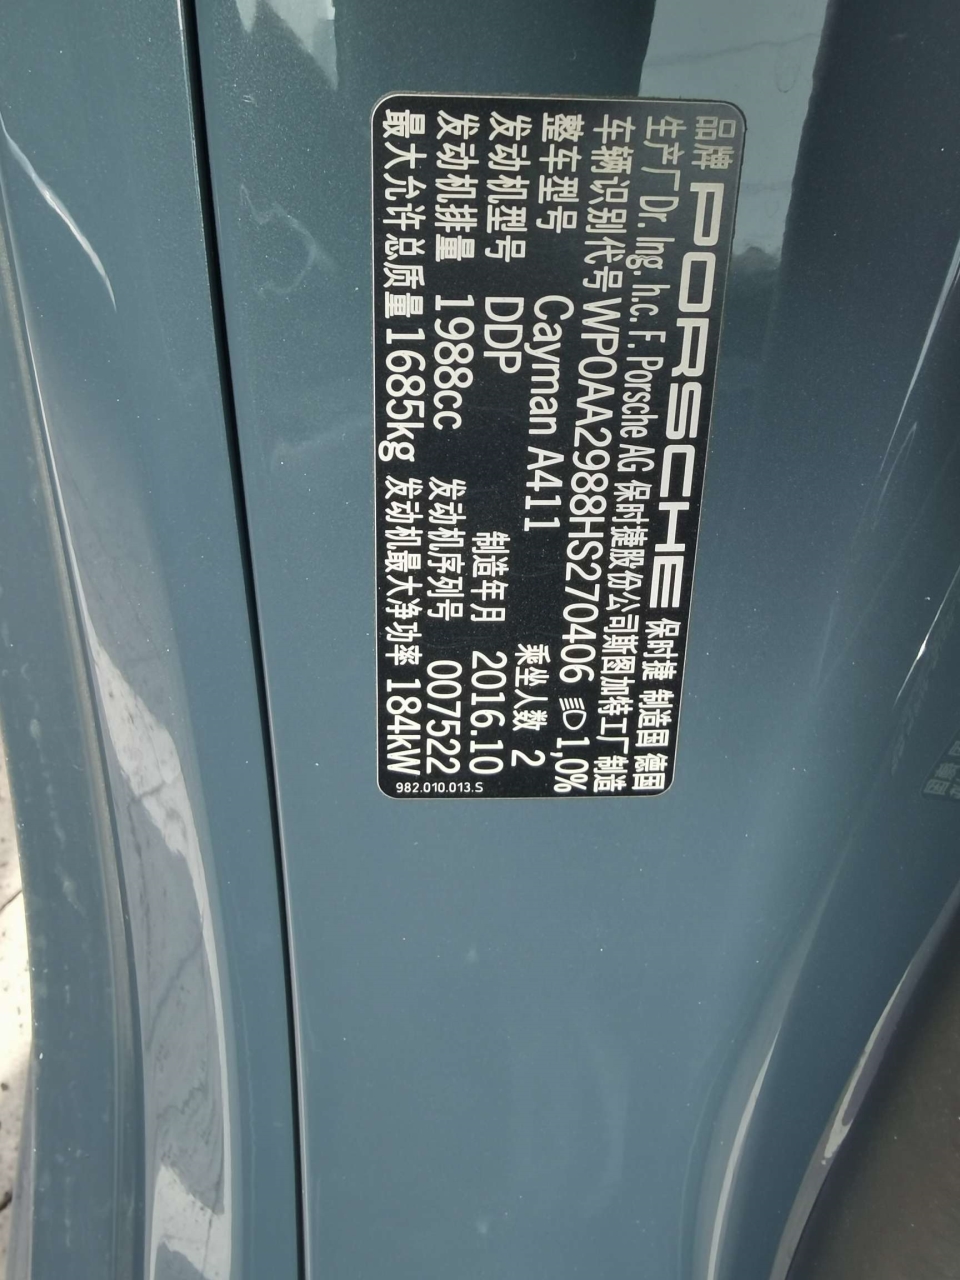 品牌 PORSCHE 保时捷 制造国 德国
生产厂 Dr. Ing. h.c. F. Porsche AG 保时捷股份公司斯图加特工厂 制造
车辆识别代号 WP0AA2988HS270406 1,0%
整车型号 Cayman A411 乘坐人数 2
发动机型号 DDP 制造年月 2016.10
发动机排量 1988cc 发动机序列号 007522
最大允许总质量 1685kg 发动机最大净功率 184kW
982.010.013.S